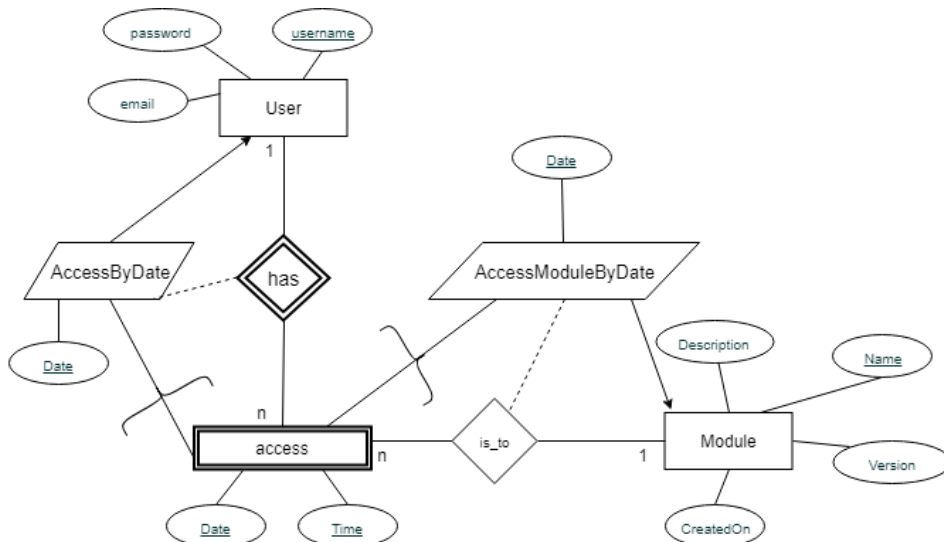 password
username
email
User
1
Date
AccessByDate
has
AccessModuleByDate
Date
Description
Name
n
access
n
is_to
1
Module
Version
Date
Time
CreatedOn